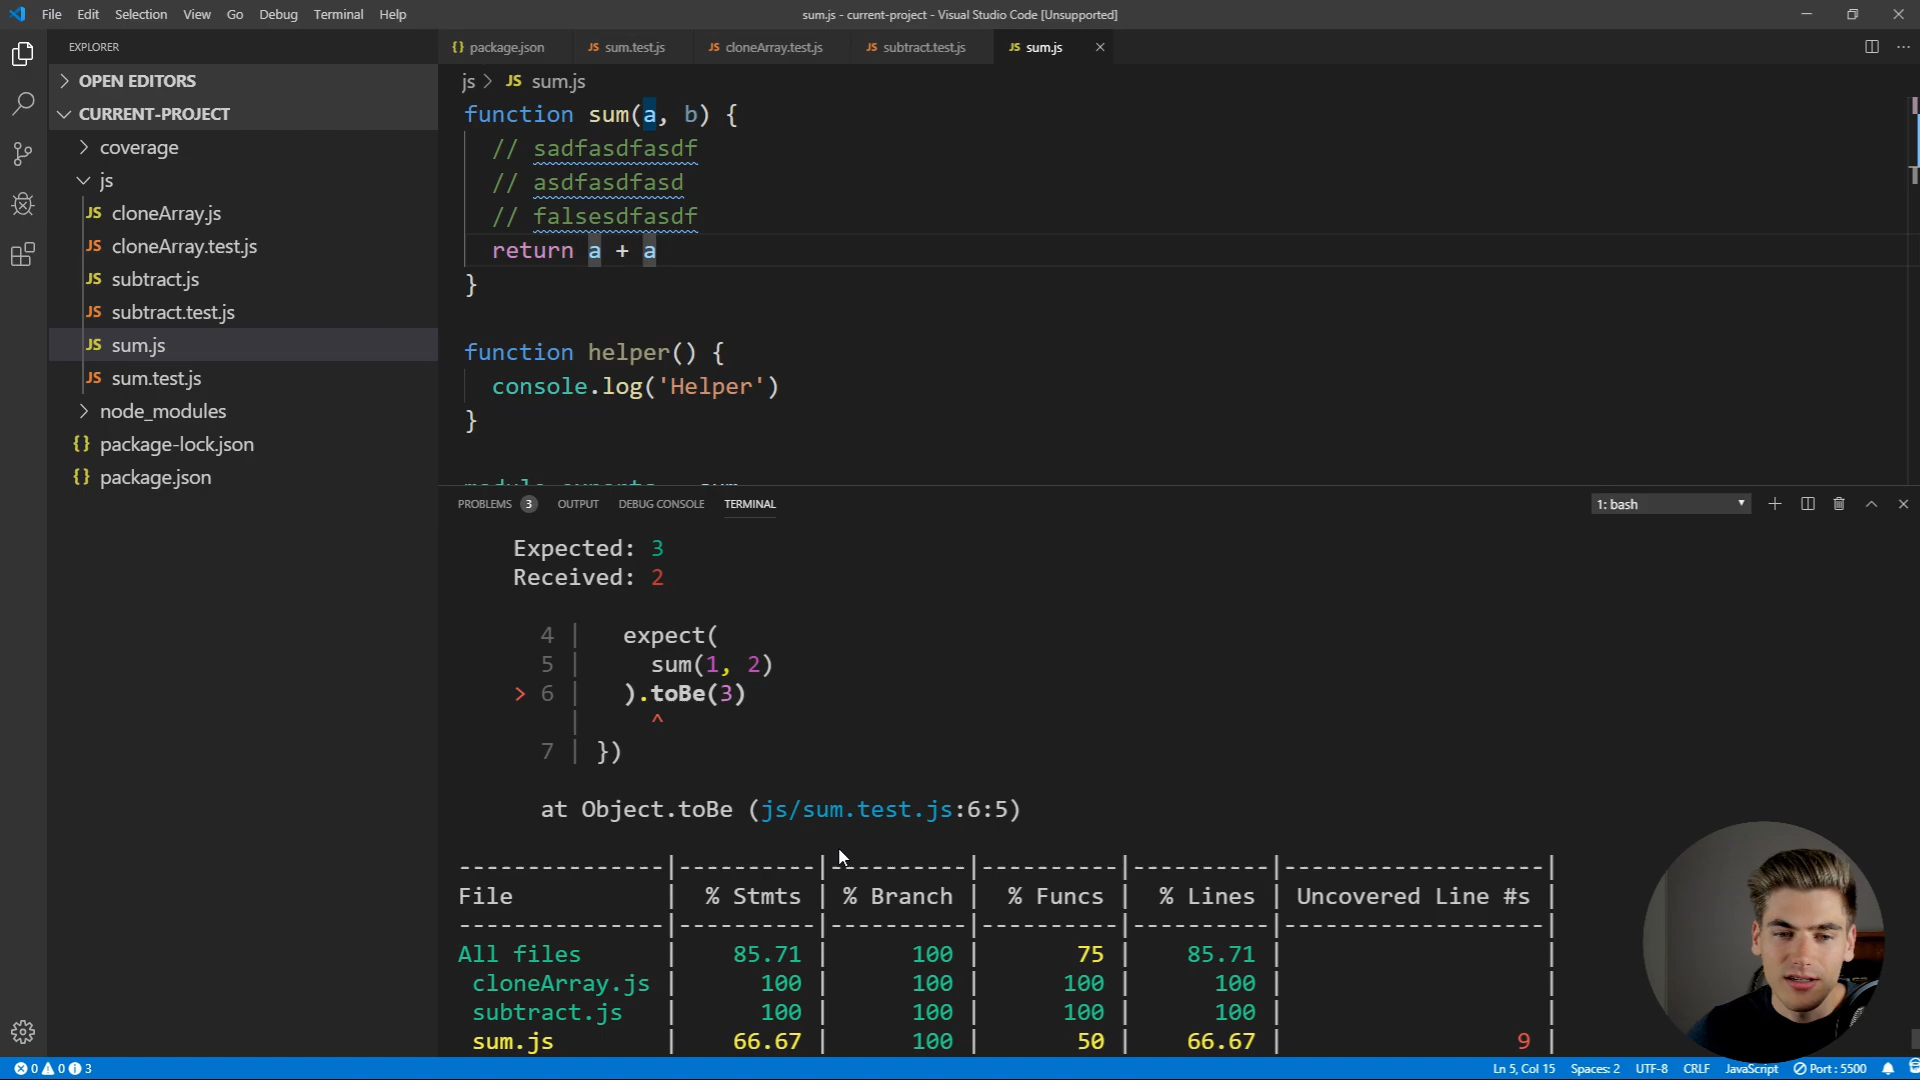 File Edit Selection View Go Debug Terminal Help
sum.js - current-project - Visual Studio Code [Unsupported]
EXPLORER
OPEN EDITORS
CURRENT-PROJECT
coverage
js
JS cloneArray.js
JS cloneArray.test.js
JS subtract.js
JS subtract.test.js
JS sum.js
JS sum.test.js
node_modules
{} package-lock.json
{} package.json
{} package.json JS sum.test.js JS cloneArray.test.js JS subtract.test.js JS sum.js
js > JS sum.js
function sum(a, b) {
// sadfasdfasdf
// asdfasdfasd
// falsesdfasdf
return a + a
}
function helper() {
console.log('Helper')
}
module.exports = sum
PROBLEMS 3 OUTPUT DEBUG CONSOLE TERMINAL
1: bash
Expected: 3
Received: 2
4 | expect(
5 | sum(1, 2)
> 6 | ).toBe(3)
| ^
7 | })
at Object.toBe (js/sum.test.js:6:5)
---------------|----------|----------|----------|----------|-------------------|
File | % Stmts | % Branch | % Funcs | % Lines | Uncovered Line #s |
---------------|----------|----------|----------|----------|-------------------|
All files | 85.71 | 100 | 75 | 85.71 | |
cloneArray.js | 100 | 100 | 100 | 100 | |
subtract.js | 100 | 100 | 100 | 100 | |
sum.js | 66.67 | 100 | 50 | 66.67 | 9 |
0 0 3
Ln 5, Col 15 Spaces: 2 UTF-8 CRLF JavaScript Port : 5500